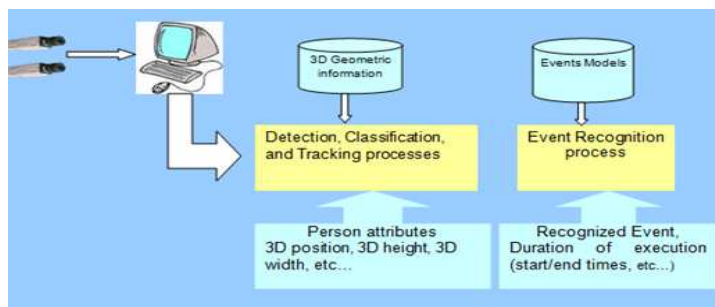 3D Geometric
information
Events Models
Detection, Classification,
and Tracking processes
Event Recognition
process
Person attributes
3D position, 3D height, 3D
width, etc...
Recognized Event,
Duration of execution
(start/end times, etc...)